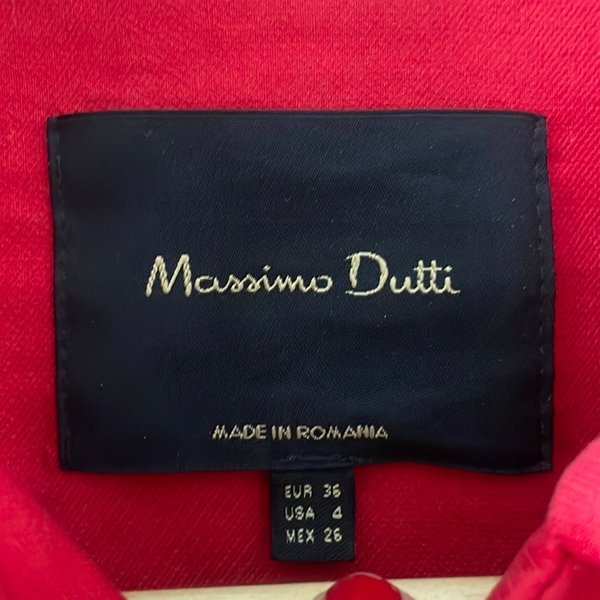 Massimo Dutti
MADE IN ROMANIA
EUR 36
USA 4
MEX 26